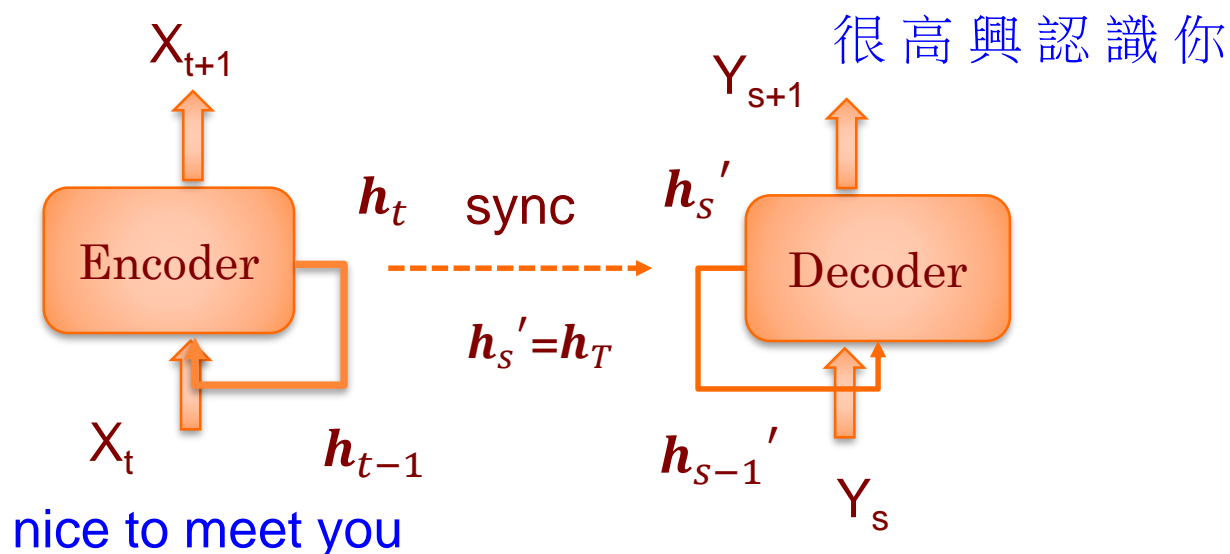 很高興認識你
X_{t+1}
Y_{s+1}
h_t sync h_s′
Encoder
Decoder
h_s′=h_T
X_t
h_{t−1}
h_{s−1}′
Y_s
nice to meet you